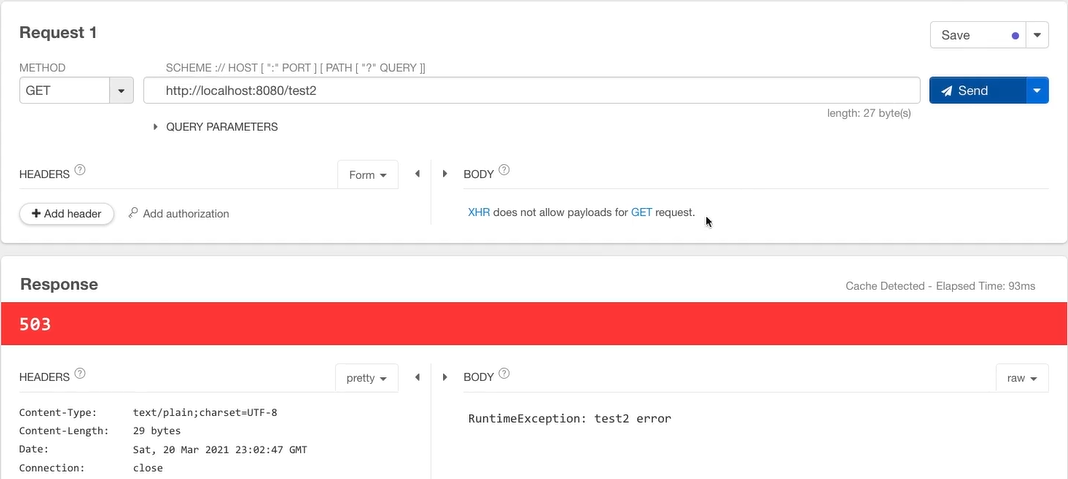 Request 1
Save
METHOD
SCHEME :// HOST [ ":" PORT ] [ PATH [ "?" QUERY ]]
GET
http://localhost:8080/test2
Send
length: 27 byte(s)
QUERY PARAMETERS
HEADERS ?
Form
BODY ?
+ Add header
Add authorization
XHR does not allow payloads for GET request.
Response
Cache Detected - Elapsed Time: 93ms
503
HEADERS ?
pretty
BODY ?
raw
Content-Type: text/plain;charset=UTF-8
Content-Length: 29 bytes
Date: Sat, 20 Mar 2021 23:02:47 GMT
Connection: close
RuntimeException: test2 error